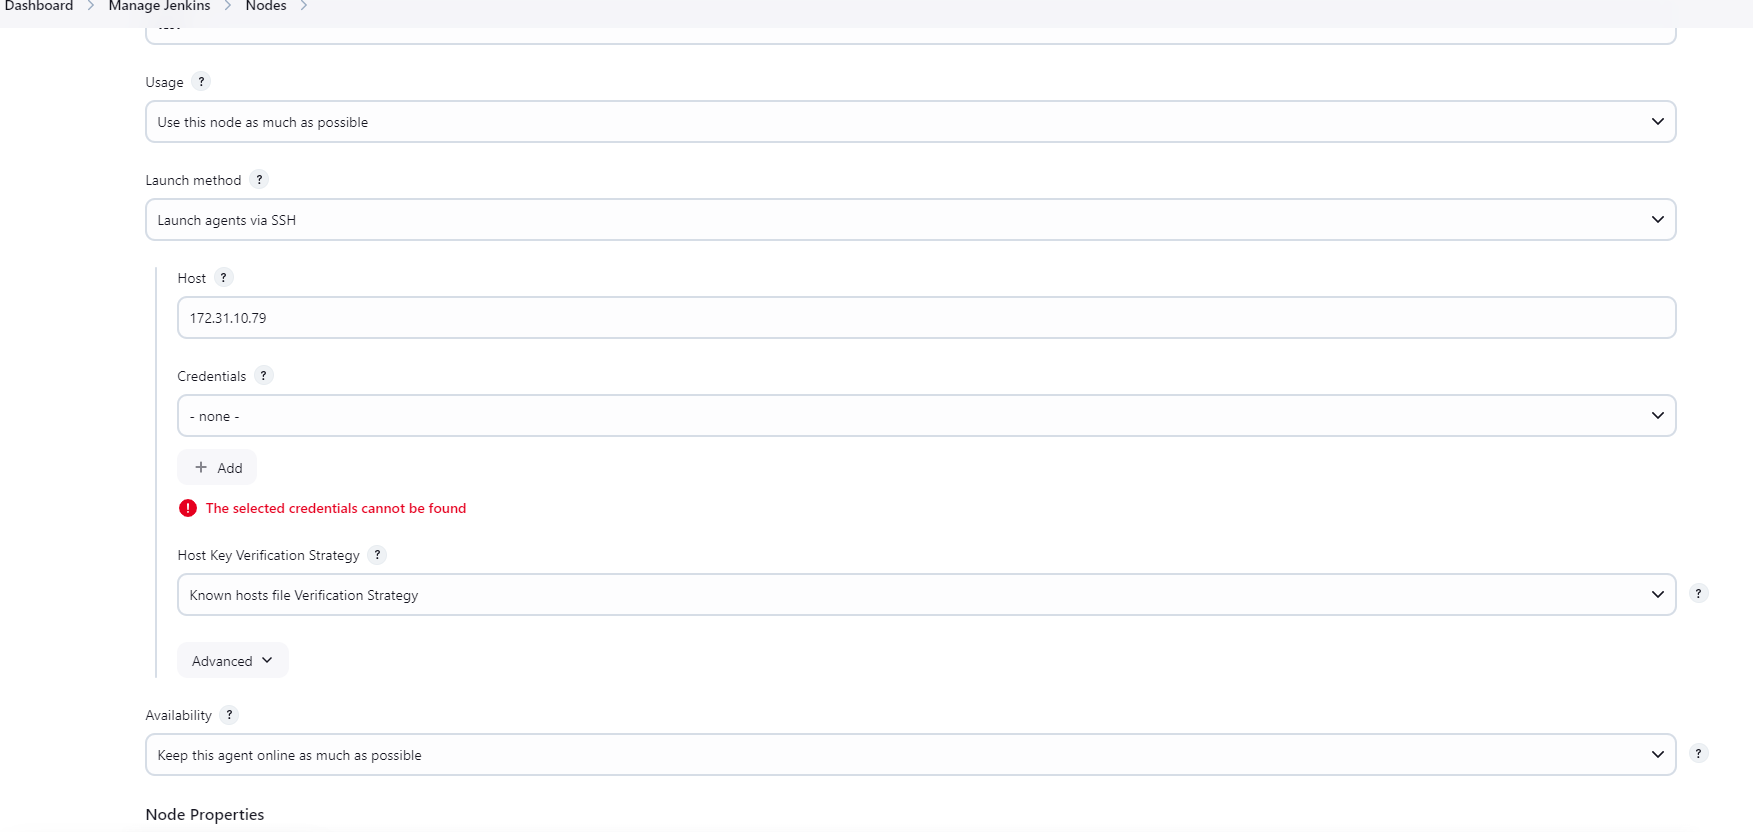 Dashboard > Manage Jenkins > Nodes >
Usage ?
Use this node as much as possible
Launch method ?
Launch agents via SSH
Host ?
172.31.10.79
Credentials ?
- none -
+ Add
! The selected credentials cannot be found
Host Key Verification Strategy ?
Known hosts file Verification Strategy
?
Advanced
Availability ?
Keep this agent online as much as possible
?
Node Properties